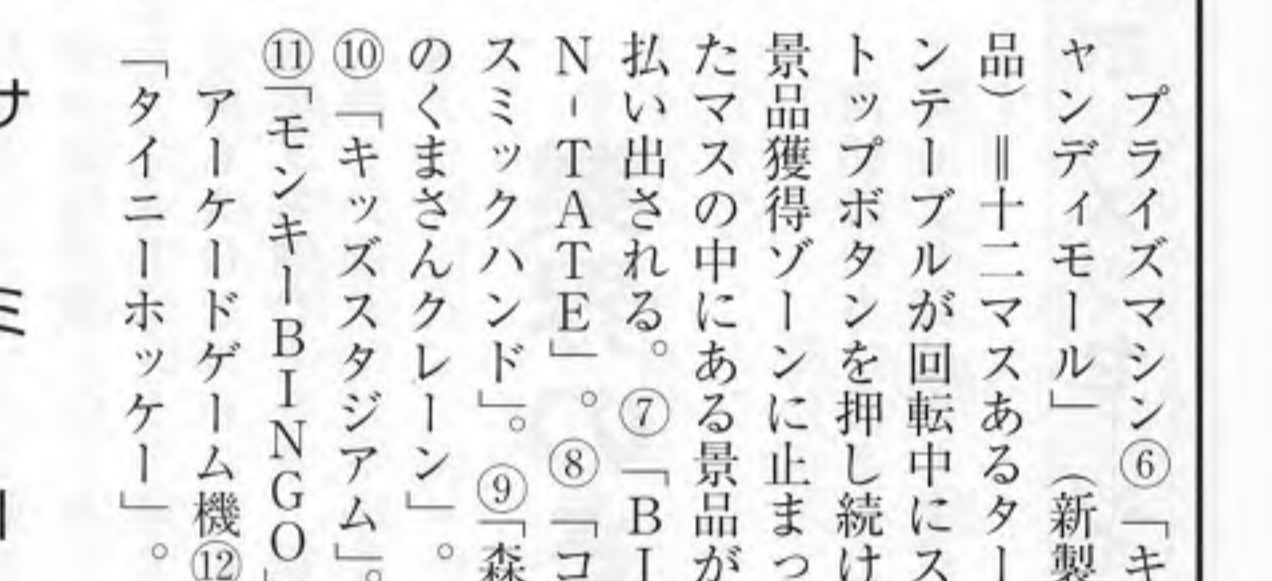 プライズマシン⑥「キ
ャンディモール」(新製
品)＝十二マスあるター
ンテーブルが回転中にス
トップボタンを押し続け
景品獲得ゾーンに止まっ
たマスの中にある景品が
払い出される。⑦「BI
N-TATE」。⑧「コ
スミックハンド」。⑨「森
のくまさんクレーン」。
⑩「キッズスタジアム」。
⑪「モンキーBINGO」
アーケードゲーム機⑫
「タイニーホッケー」。